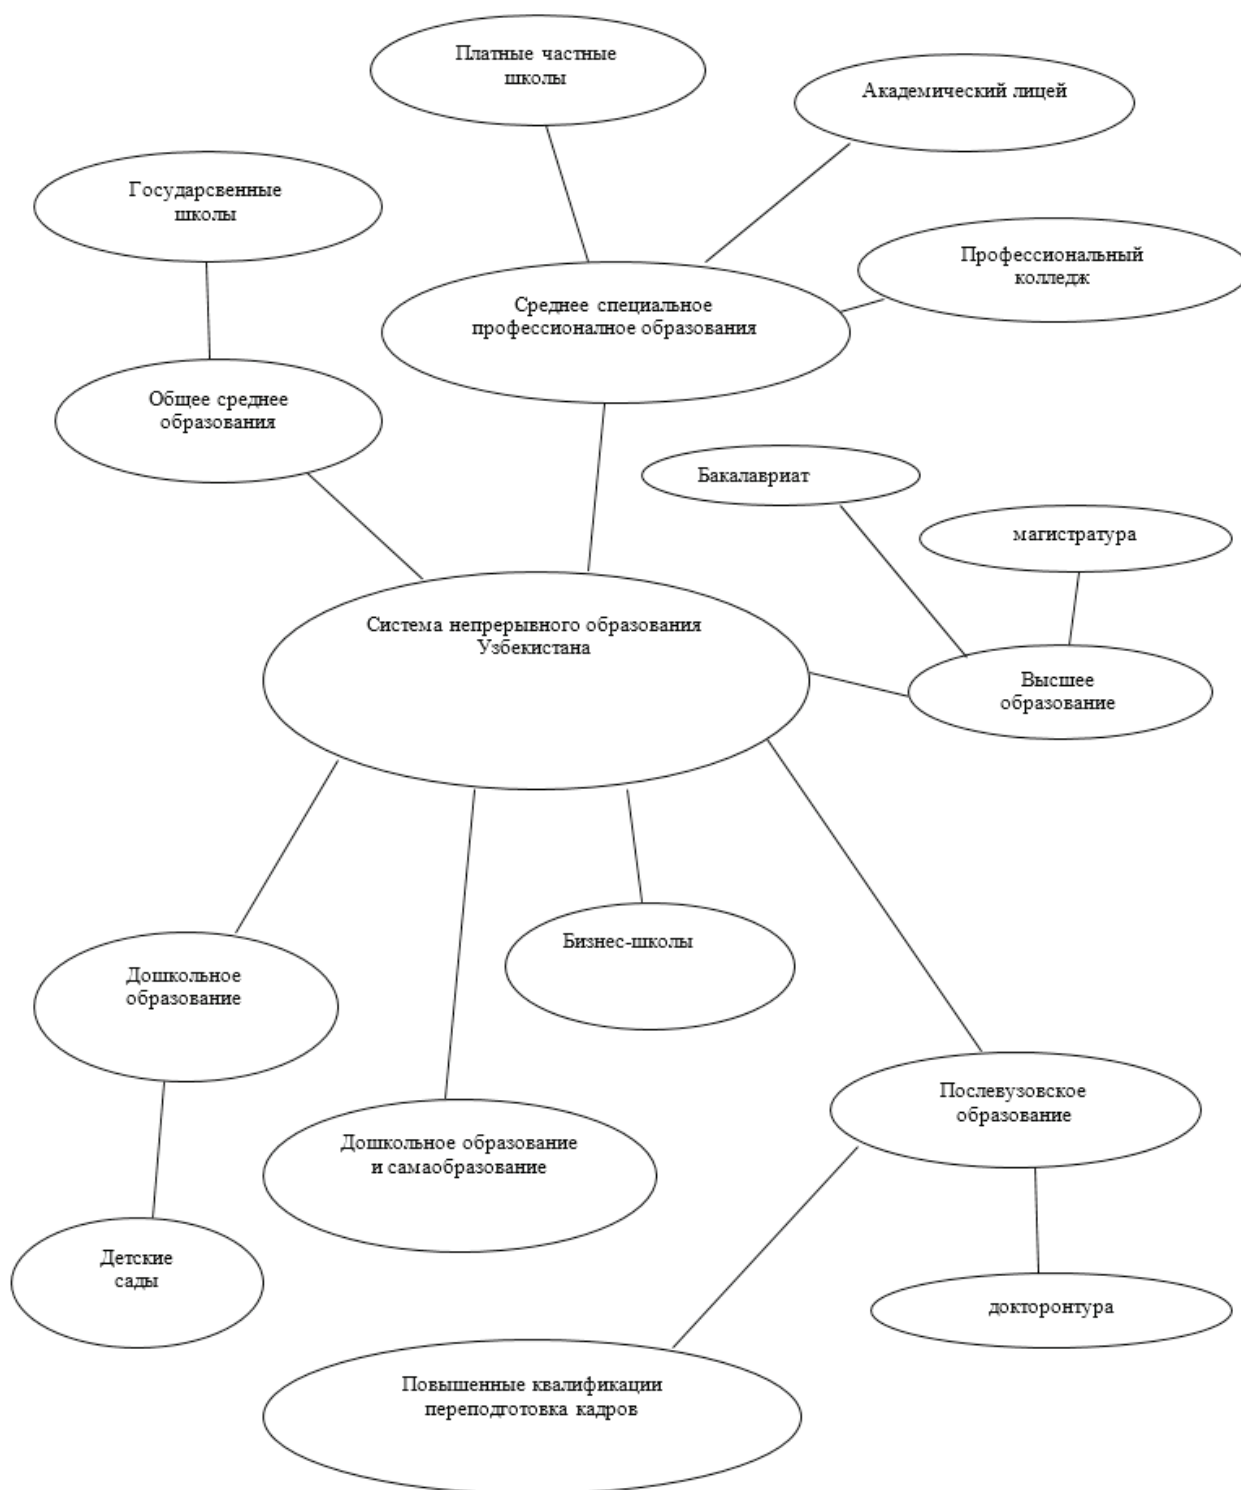 Платные частные
школы
Академический лицей
Государсвенные
школы
Профессиональный
колледж
Среднее специальное
профессионалное образования
Общее среднее
образования
Бакалавриат
магистратура
Система непрерывного образования
Узбекистана
Высшее
образование
Бизнес-школы
Дошкольное
образование
Послевузовское
образование
Дошкольное образование
и самаобразование
Детские
сады
докторонтура
Повышенные квалификации
переподготовка кадров